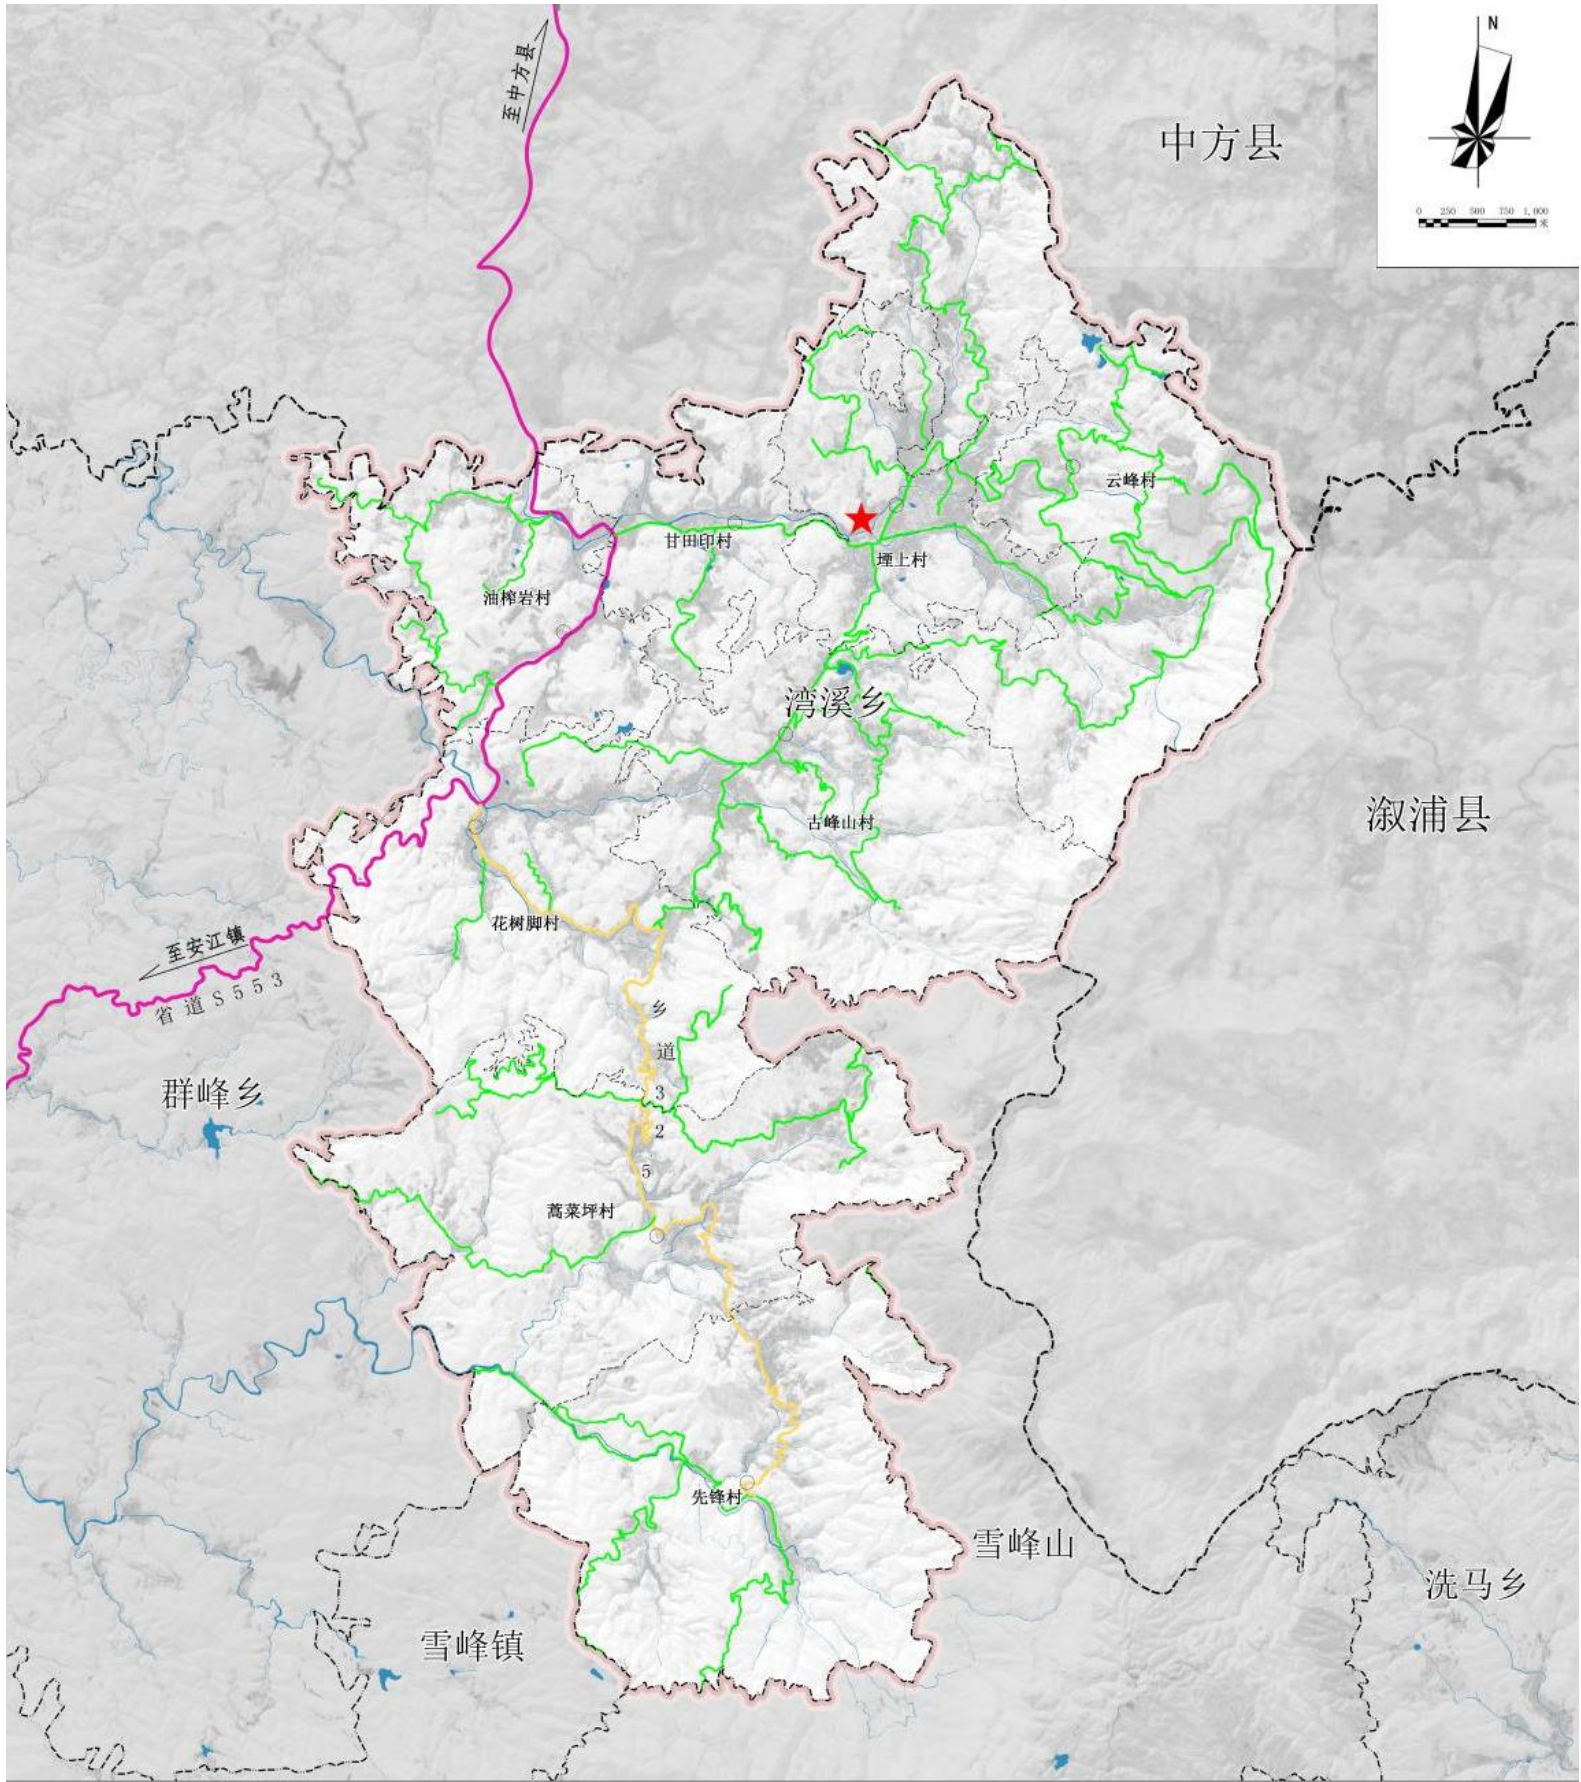 N
0 250 500 750 1,000
米
至中方县
中方县
云峰村
甘田印村
堙上村
油榨岩村
湾溪乡
溆浦县
古峰山村
花树脚村
至安江镇
省道S553
乡道325
群峰乡
蒿菜坪村
先锋村
雪峰山
洗马乡
雪峰镇